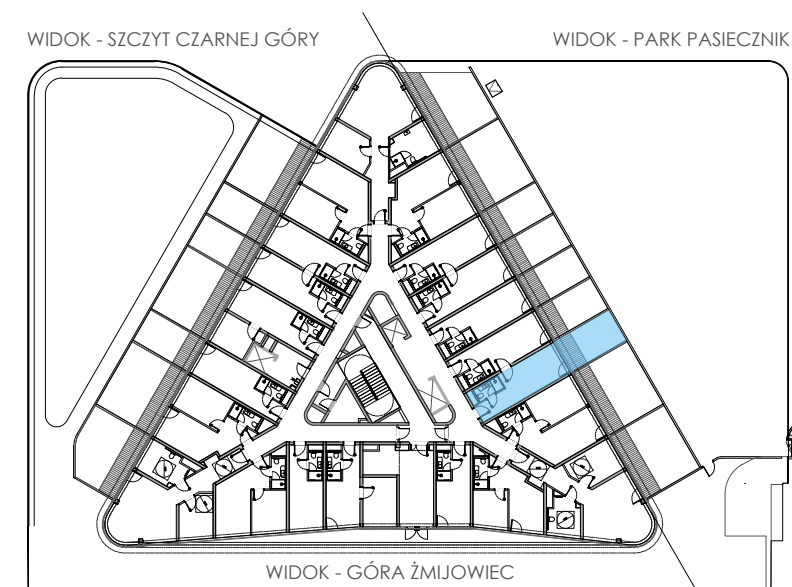 WIDOK - SZCZYT CZARNEJ GÓRY
WIDOK - PARK PASIECZNIK
WIDOK - GÓRA ŻMIJOWIEC